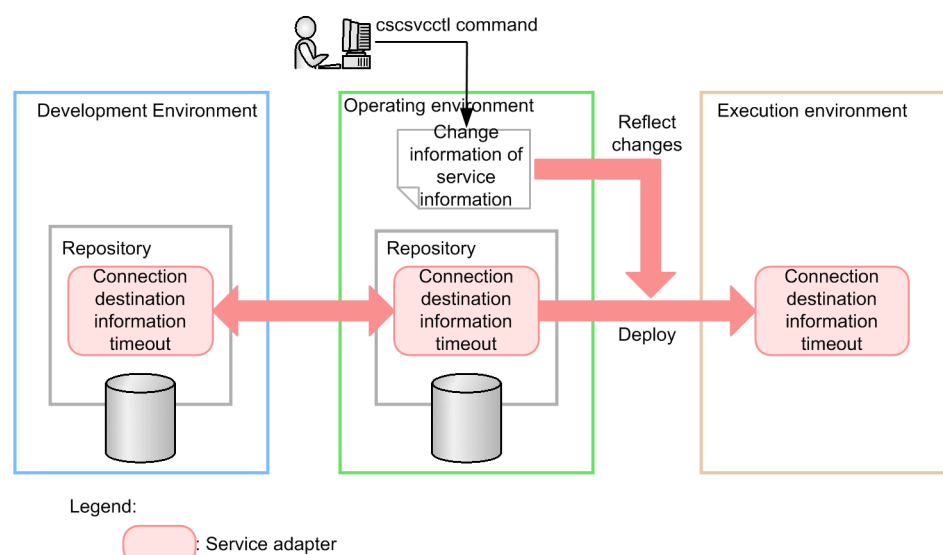 cscsvcctl command
Development Environment
Operating environment
Execution environment
Change
information of
service
information
Reflect
changes
Repository
Connection
destination
information
timeout
Repository
Connection
destination
information
timeout
Deploy
Connection
destination
information
timeout
Legend:
: Service adapter